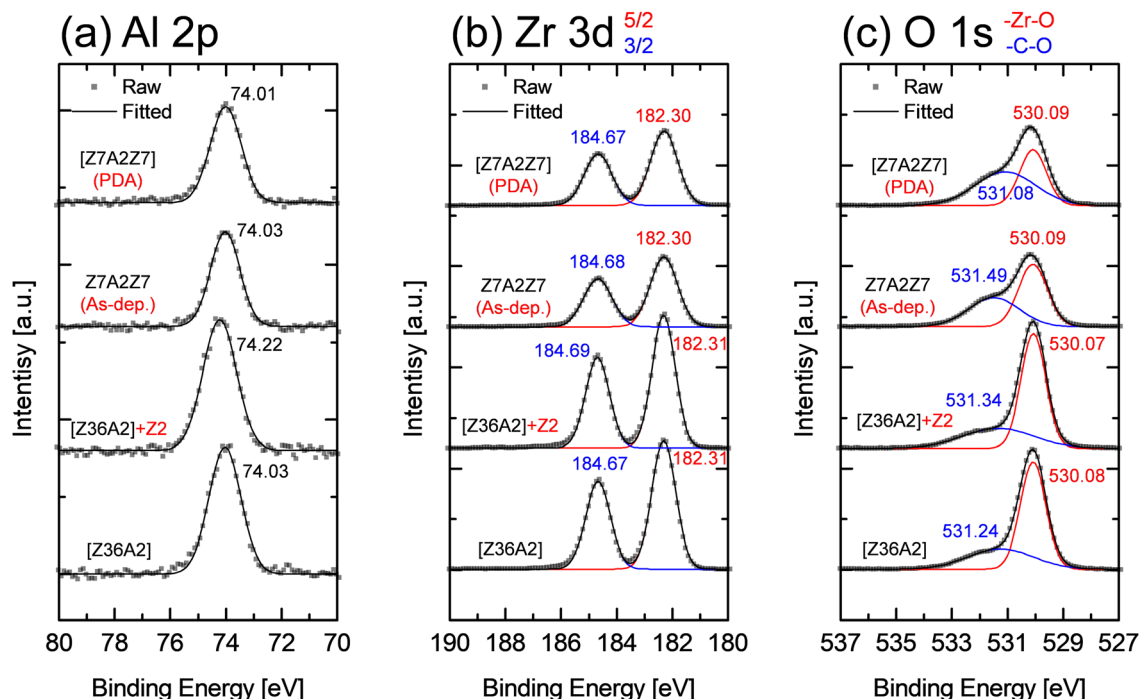 (a) Al 2p
Intentisy [a.u.]
Raw
Fitted
74.01
[Z7A2Z7]
(PDA)
74.03
Z7A2Z7
(As-dep.)
74.22
[Z36A2]+Z2
74.03
[Z36A2]
80 78 76 74 72 70
Binding Energy [eV]
(b) Zr 3d 5/2
3/2
Intentisy [a.u.]
Raw
Fitted
182.30
184.67
[Z7A2Z7]
(PDA)
182.30
184.68
Z7A2Z7
(As-dep.)
184.69
182.31
[Z36A2]+Z2
184.67
182.31
[Z36A2]
190 188 186 184 182 180
Binding Energy [eV]
(c) O 1s -Zr-O
-C-O
Intentisy [a.u.]
Raw
Fitted
530.09
[Z7A2Z7]
(PDA)
531.08
530.09
531.49
Z7A2Z7
(As-dep.)
530.07
531.34
[Z36A2]+Z2
530.08
531.24
[Z36A2]
537 535 533 531 529 527
Binding Energy [eV]